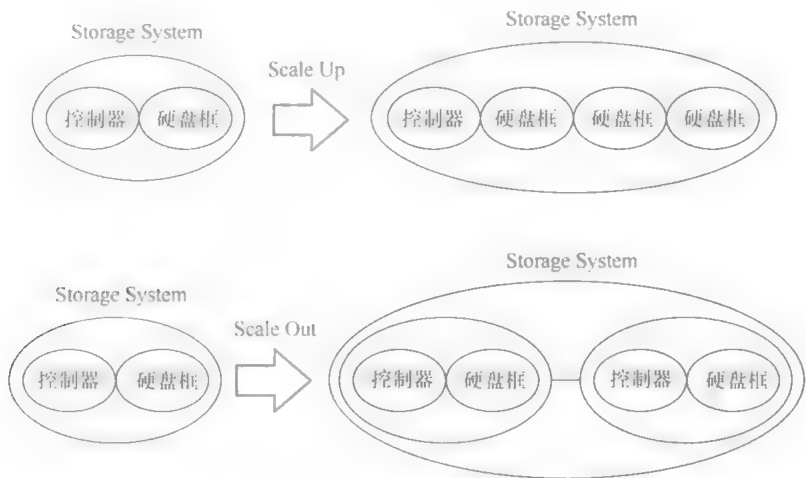 Storage System
Storage System
Scale Up
控制器 硬盘框
控制器 硬盘框 硬盘框 硬盘框
Storage System
Storage System
Scale Out
控制器 硬盘框
控制器 硬盘框 控制器 硬盘框